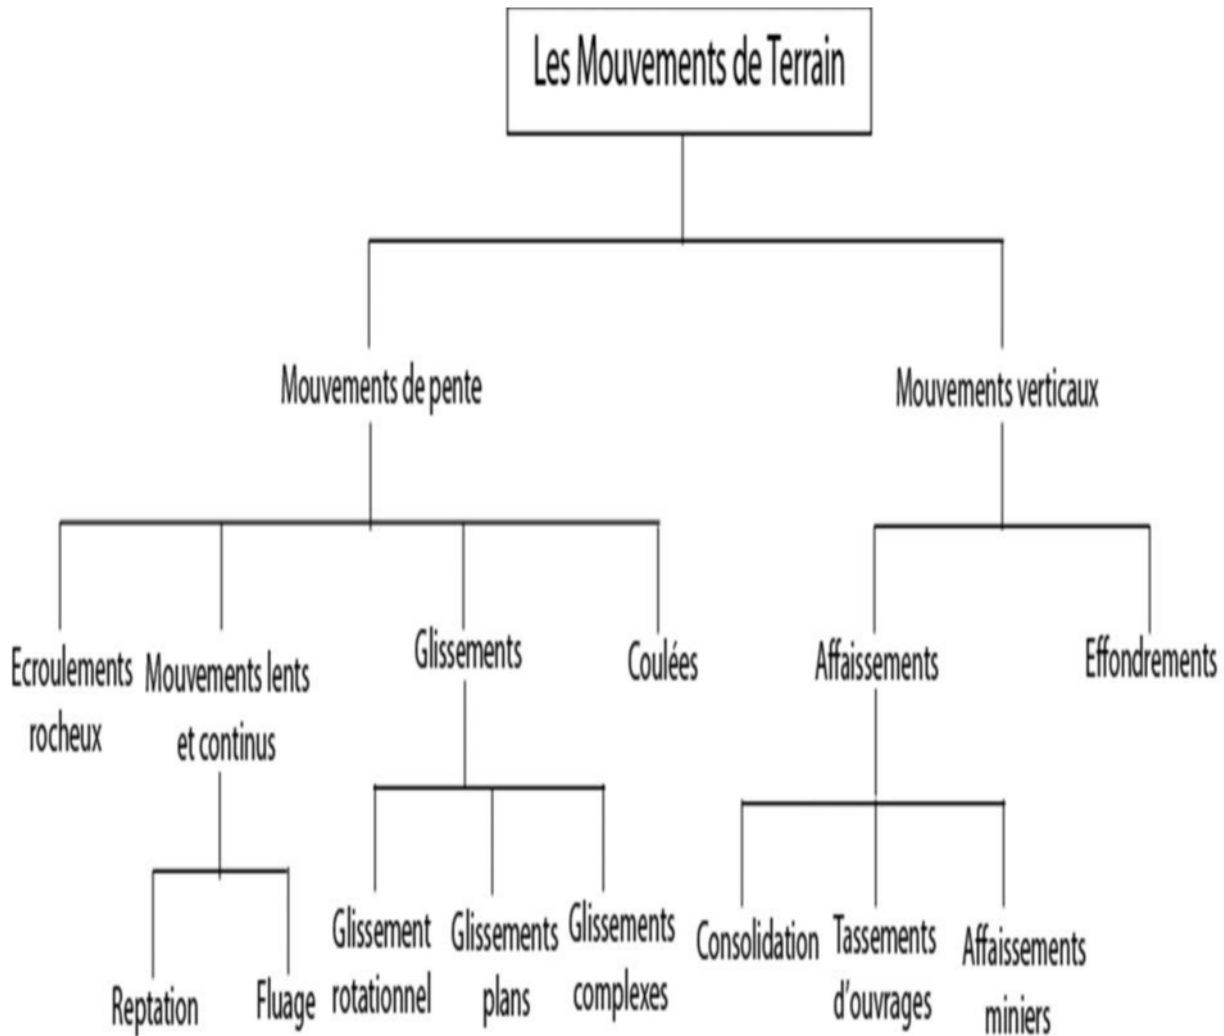 Les Mouvements de Terrain
Mouvements de pente
Mouvements verticaux
Ecroulements
rocheux
Mouvements lents
et continus
Glissements
Coulées
Affaissements
Effondrements
Reptation
Fluage
Glissement
rotationnel
Glissements
plans
Glissements
complexes
Consolidation
Tassements
d'ouvrages
Affaissements
miniers